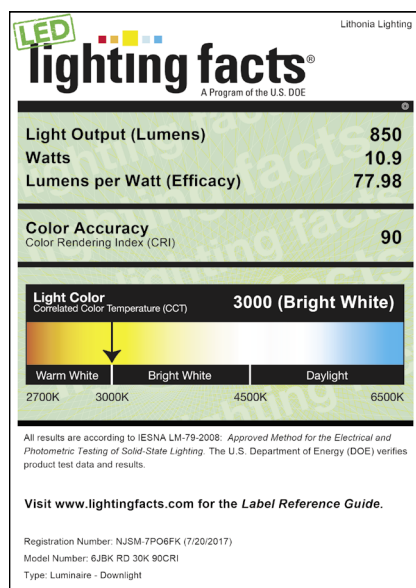 Lithonia Lighting
LED
lighting facts®
A Program of the U.S. DOE
Light Output (Lumens) 850
Watts 10.9
Lumens per Watt (Efficacy) 77.98
Color Accuracy
Color Rendering Index (CRI) 90
Light Color
Correlated Color Temperature (CCT) 3000 (Bright White)
Warm White Bright White Daylight
2700K 3000K 4500K 6500K
All results are according to IESNA LM-79-2008: Approved Method for the Electrical and
Photometric Testing of Solid-State Lighting. The U.S. Department of Energy (DOE) verifies
product test data and results.
Visit www.lightingfacts.com for the Label Reference Guide.
Registration Number: NJSM-7PO6FK (7/20/2017)
Model Number: 6JBK RD 30K 90CRI
Type: Luminaire - Downlight